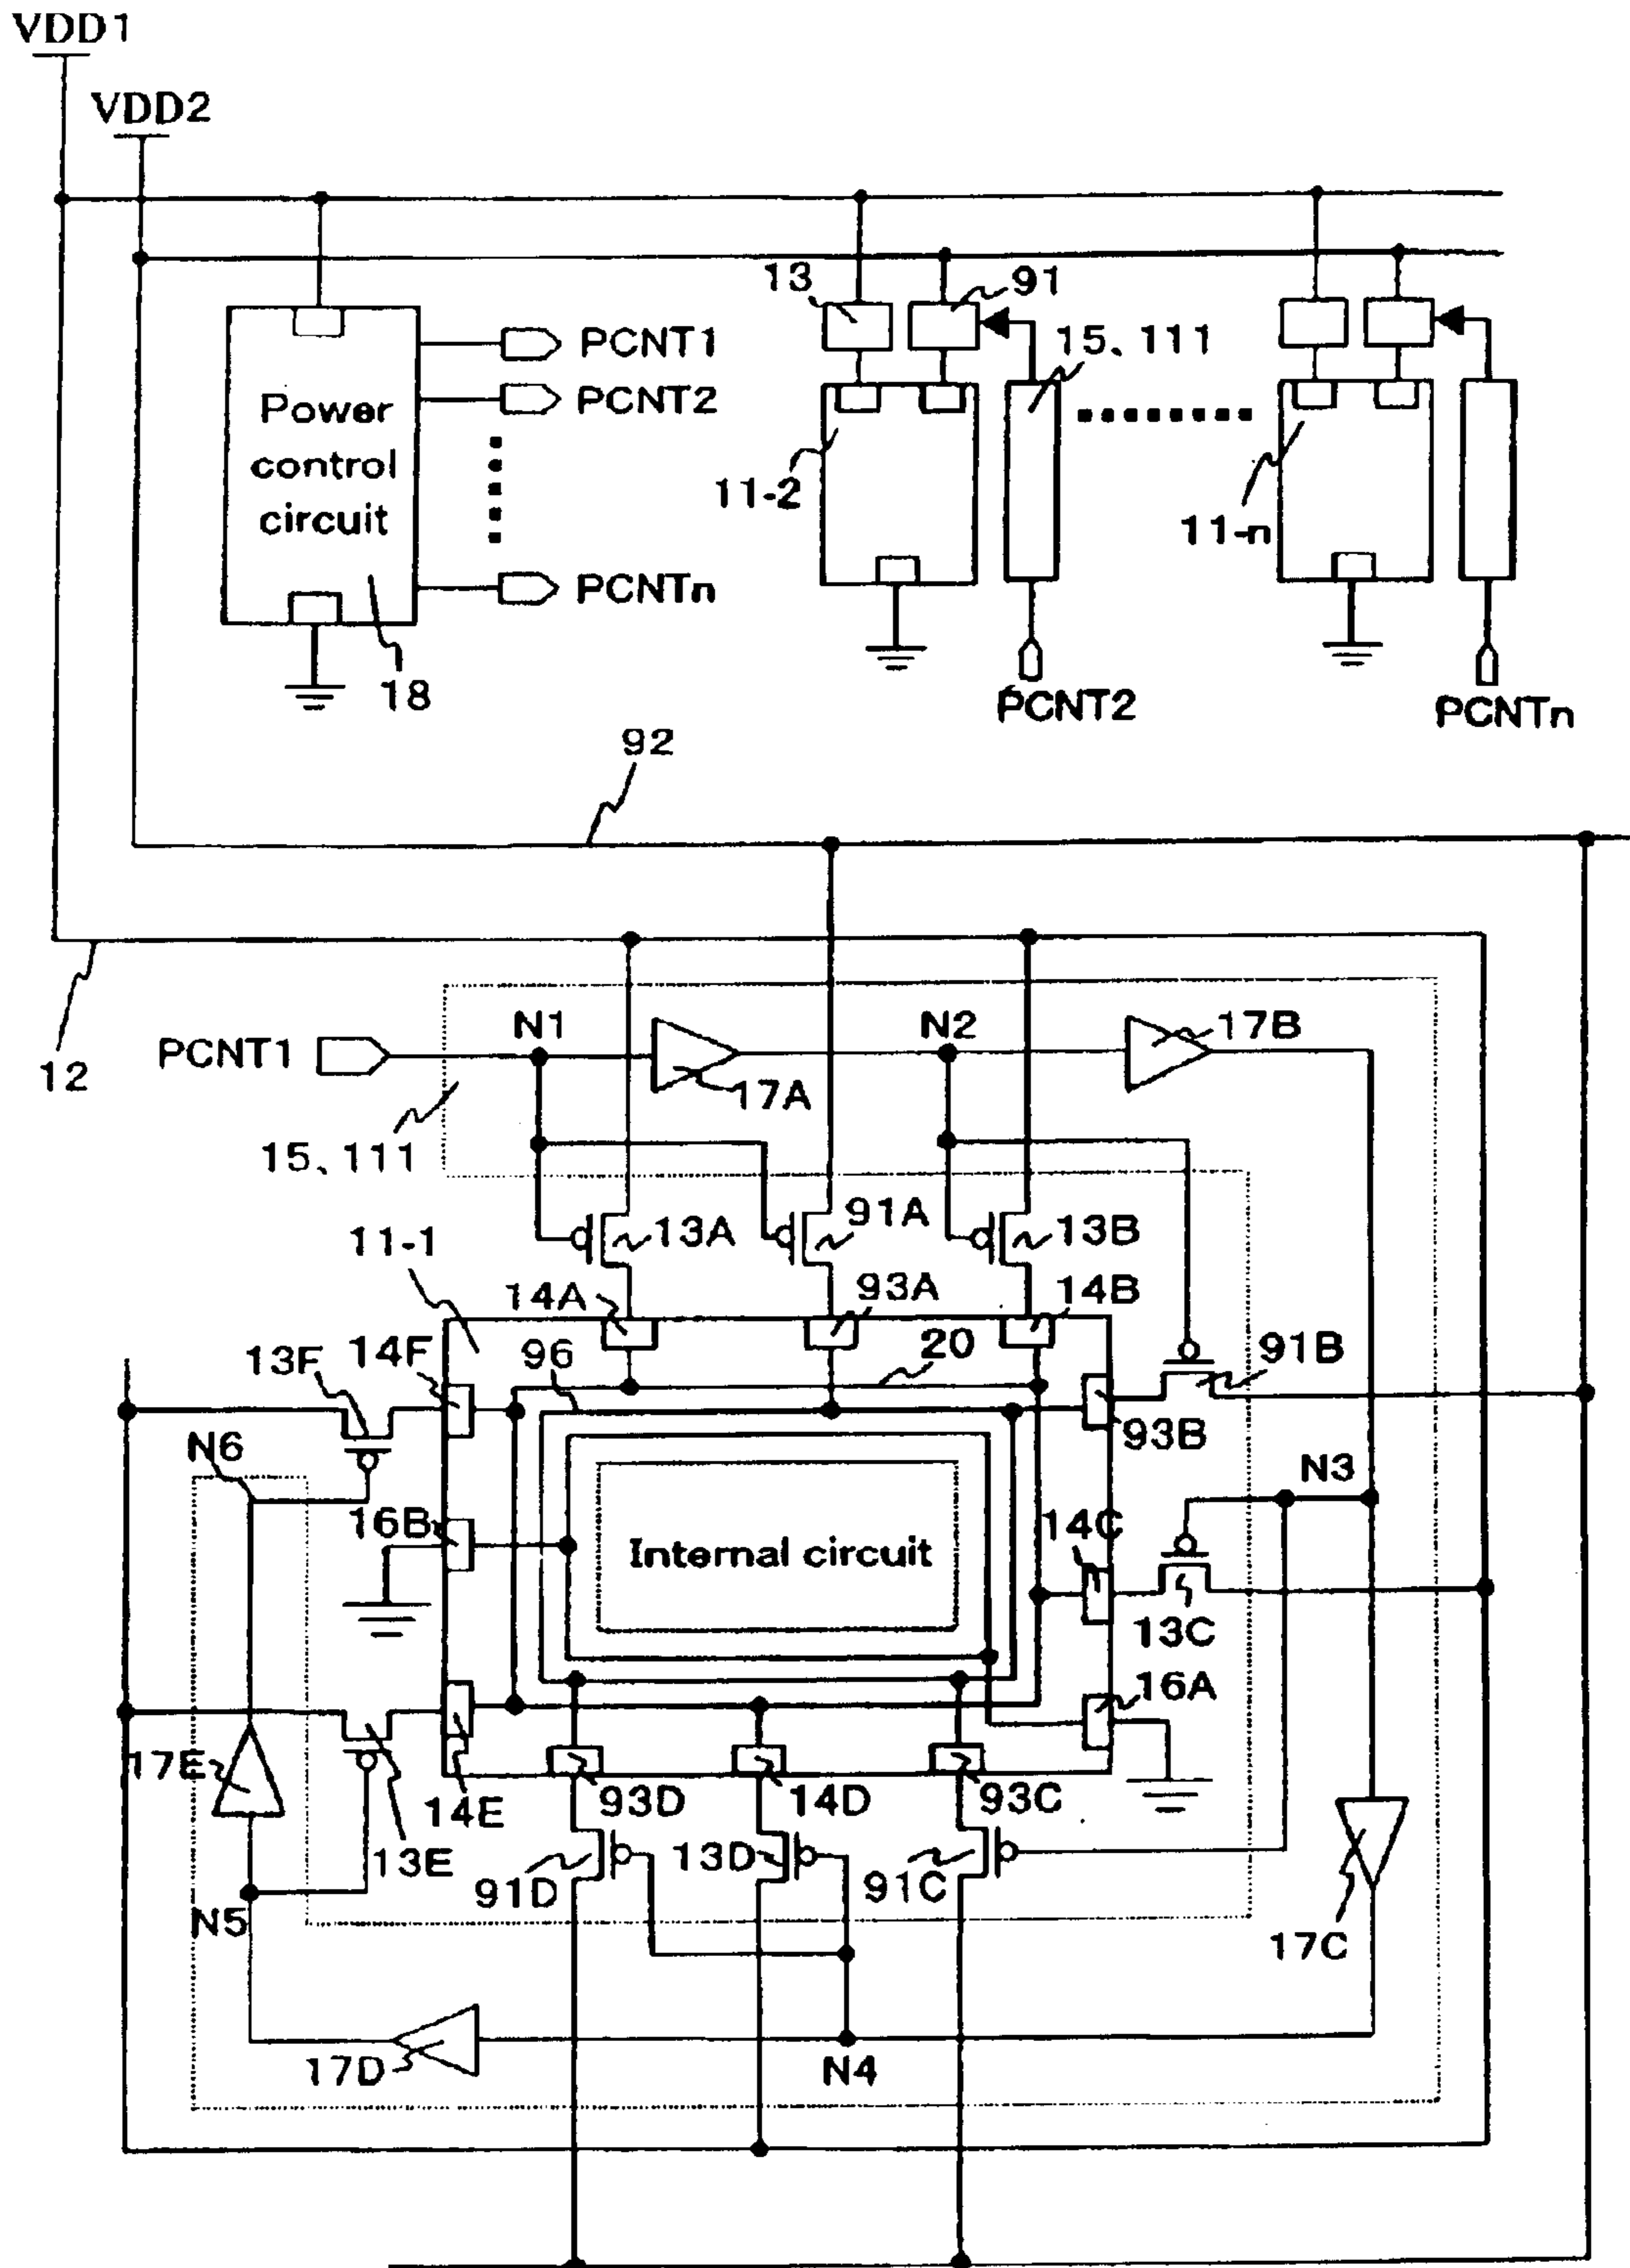 VDD1
VDD2
13
91
15、111
PCNT1
PCNT2
PCNTn
Power
control
circuit
18
11-2
11-n
PCNT2
PCNTn
92
12
PCNT1
N1
17A
N2
17B
15、111
13A
91A
13B
11-1
14A
93A
14B
13F
14F
96
20
91B
93B
N6
N3
16B
Internal circuit
14C
13C
16A
17E
14E
93D
14D
93C
13E
91D
13D
91C
N5
17C
17D
N4